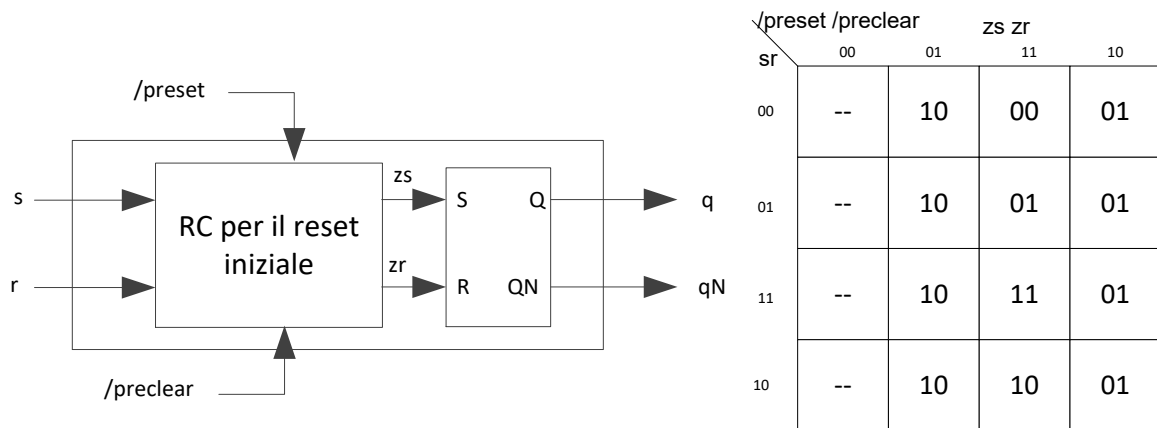 /preset
s
r
RC per il reset
iniziale
zs
zr
S Q
R QN
q
qN
/preclear
/preset /preclear zs zr
sr 00 01 11 10
00 -- 10 00 01
01 -- 10 01 01
11 -- 10 11 01
10 -- 10 10 01